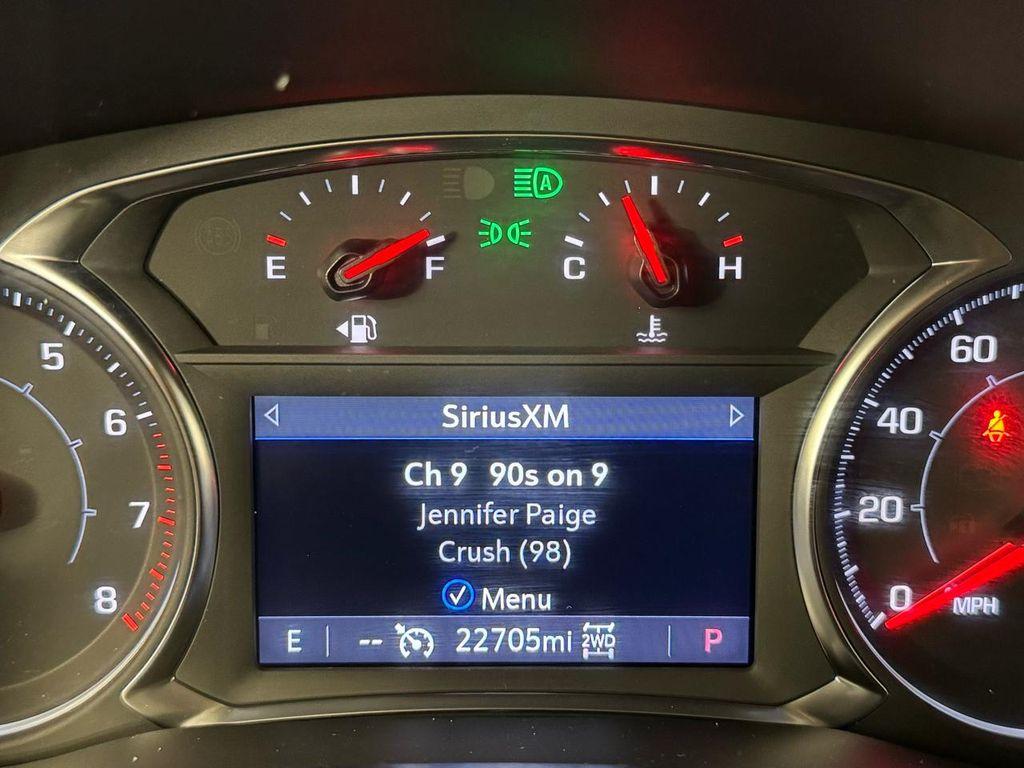 A
E F C H
5
6
7
8
60
40
20
0
MPH
SiriusXM
Ch 9 90s on 9
Jennifer Paige
Crush (98)
Menu
E -- 22705mi 2WD P